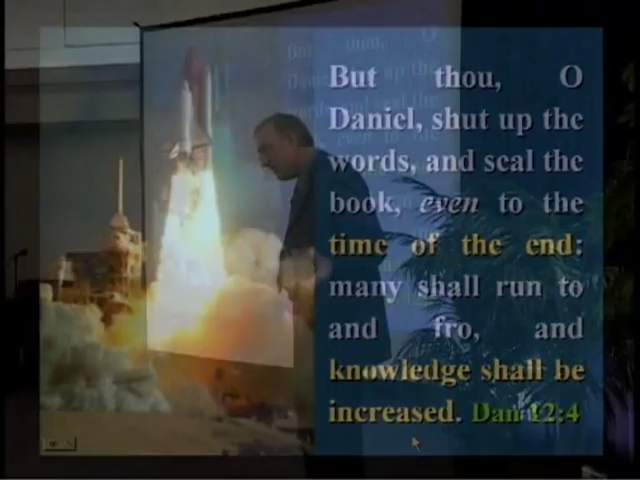 But thou, O
Daniel, shut up the
words, and seal the
book, even to the
time of the end:
many shall run to
and fro, and
knowledge shall be
increased. Dan 12:4